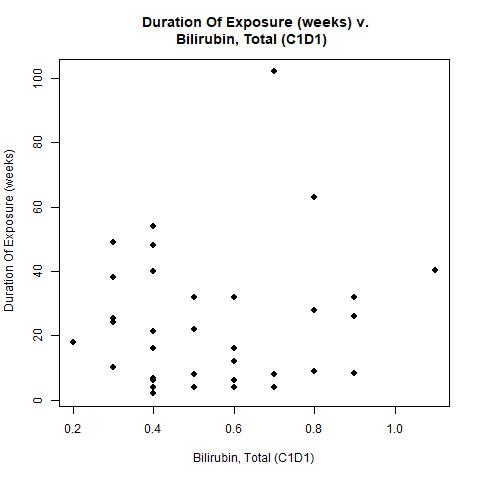 Duration Of Exposure (weeks) v.
Bilirubin, Total (C1D1)
Duration Of Exposure (weeks)
100
80
60
40
20
0
0.2 0.4 0.6 0.8 1.0
Bilirubin, Total (C1D1)